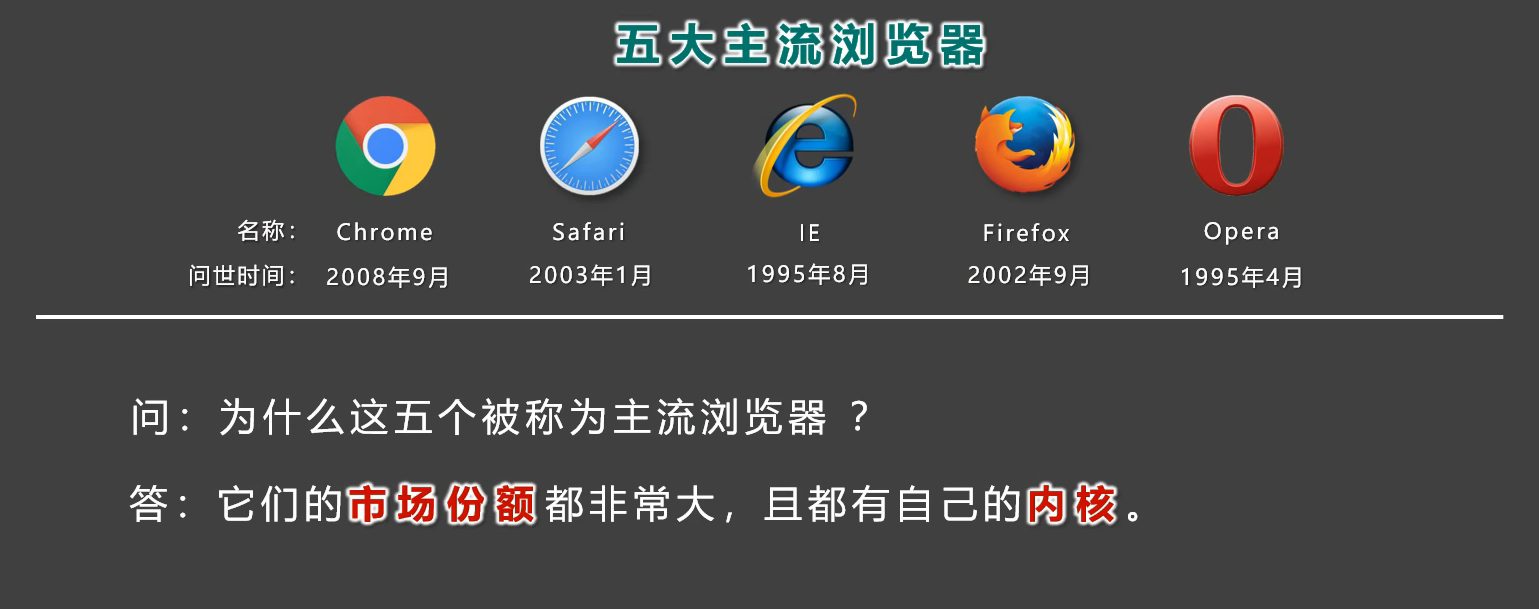 五大主流浏览器
名称： Chrome Safari IE Firefox Opera
问世时间： 2008年9月 2003年1月 1995年8月 2002年9月 1995年4月
问：为什么这五个被称为主流浏览器 ？
答：它们的市场份额都非常大，且都有自己的内核。